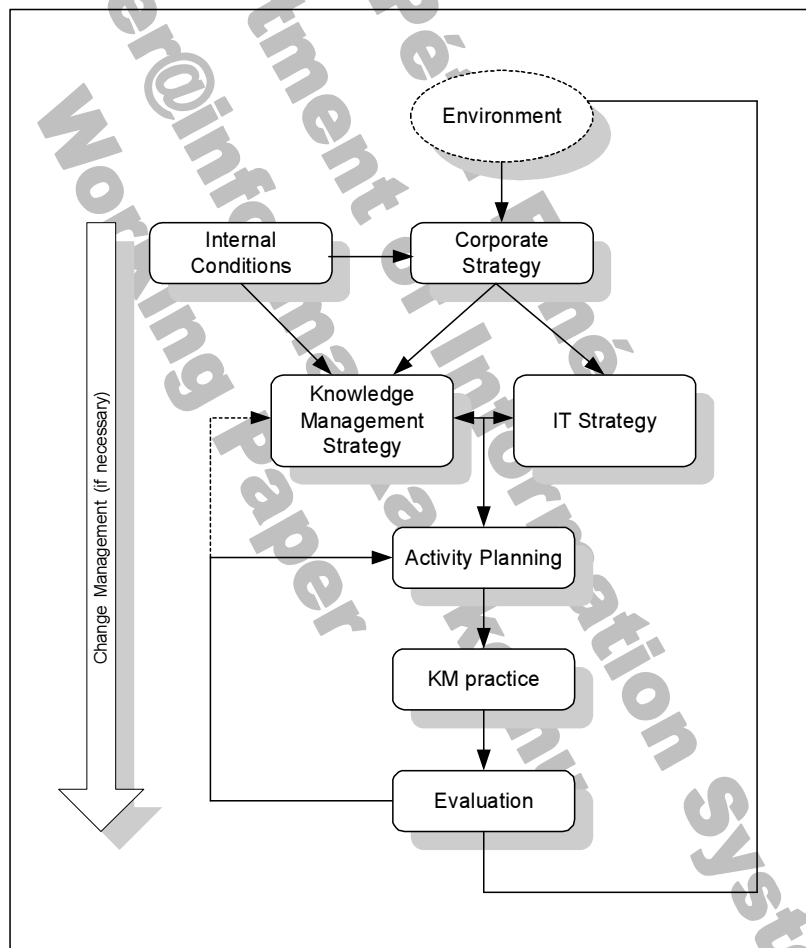 Environment
Internal
Conditions
Corporate
Strategy
Knowledge
Management
Strategy
IT Strategy
Change Management (if necessary)
Activity Planning
KM practice
Evaluation
Working Paper